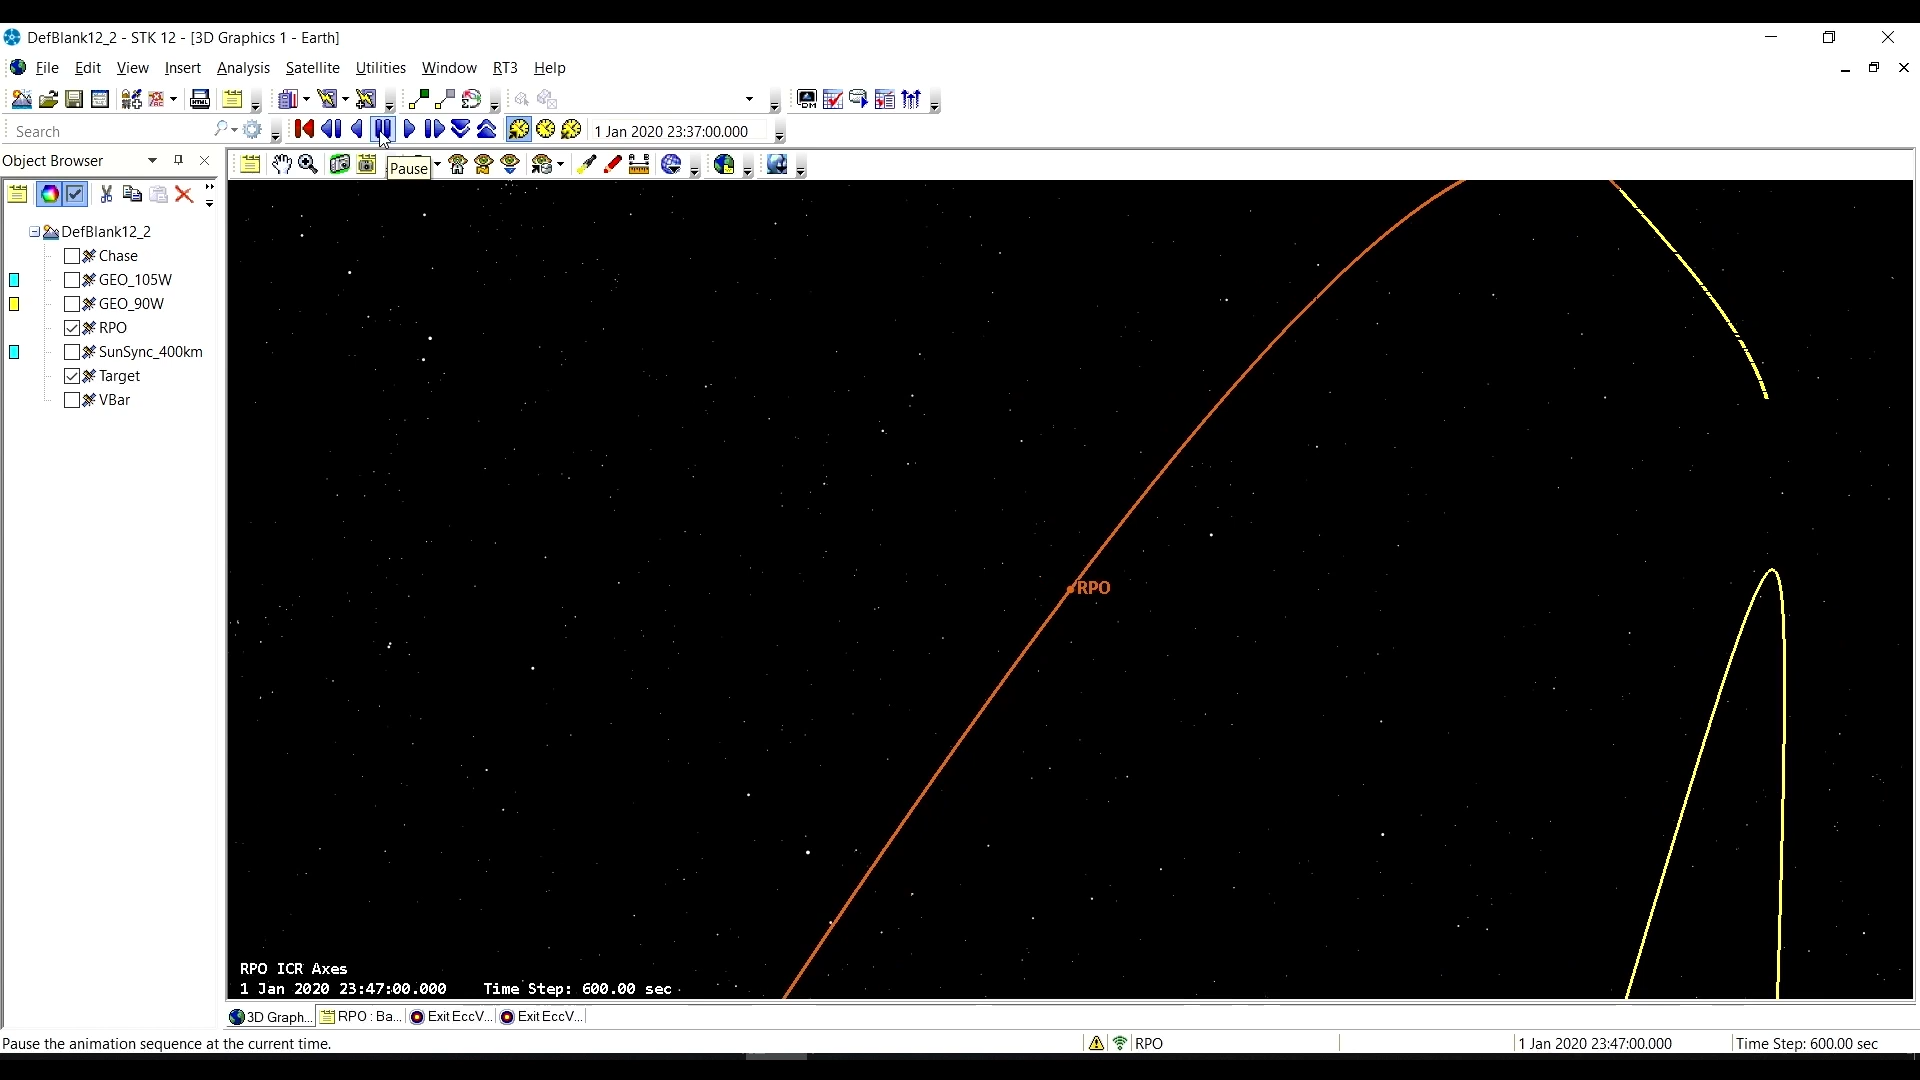 DefBlank12_2 - STK 12 - [3D Graphics 1 - Earth]
File Edit View Insert Analysis Satellite Utilities Window RT3 Help
Search
1 Jan 2020 23:37:00.000
Object Browser
Pause
DefBlank12_2
Chase
GEO_105W
GEO_90W
RPO
SunSync_400km
Target
VBar
RPO
RPO ICR Axes
1 Jan 2020 23:47:00.000 Time Step: 600.00 sec
3D Graph... RPO : Ba... Exit EccV... Exit EccV...
Pause the animation sequence at the current time. RPO 1 Jan 2020 23:47:00.000 Time Step: 600.00 sec